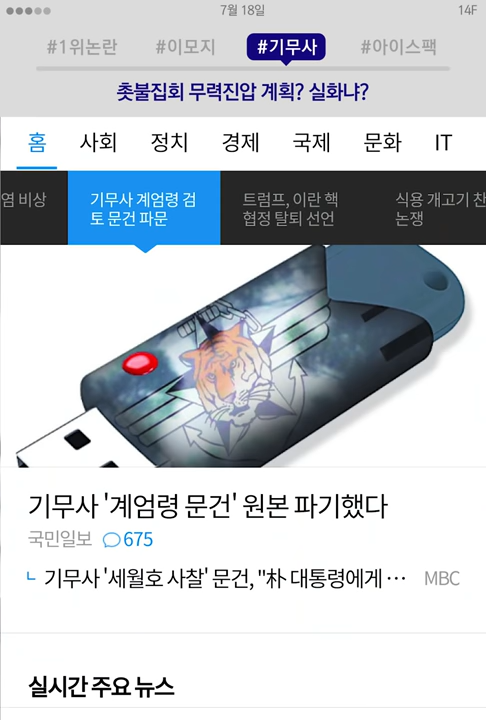 7월 18일 14F
#1위논란 #이모지 #기무사 #아이스팩
촛불집회 무력진압 계획? 실화냐?
홈 사회 정치 경제 국제 문화 IT
염 비상
기무사 계엄령 검
토 문건 파문
트럼프, 이란 핵
협정 탈퇴 선언
식용 개고기 찬
논쟁
기무사 '계엄령 문건' 원본 파기했다
국민일보 675
기무사 '세월호 사찰' 문건, "朴 대통령에게 ··· MBC
실시간 주요 뉴스